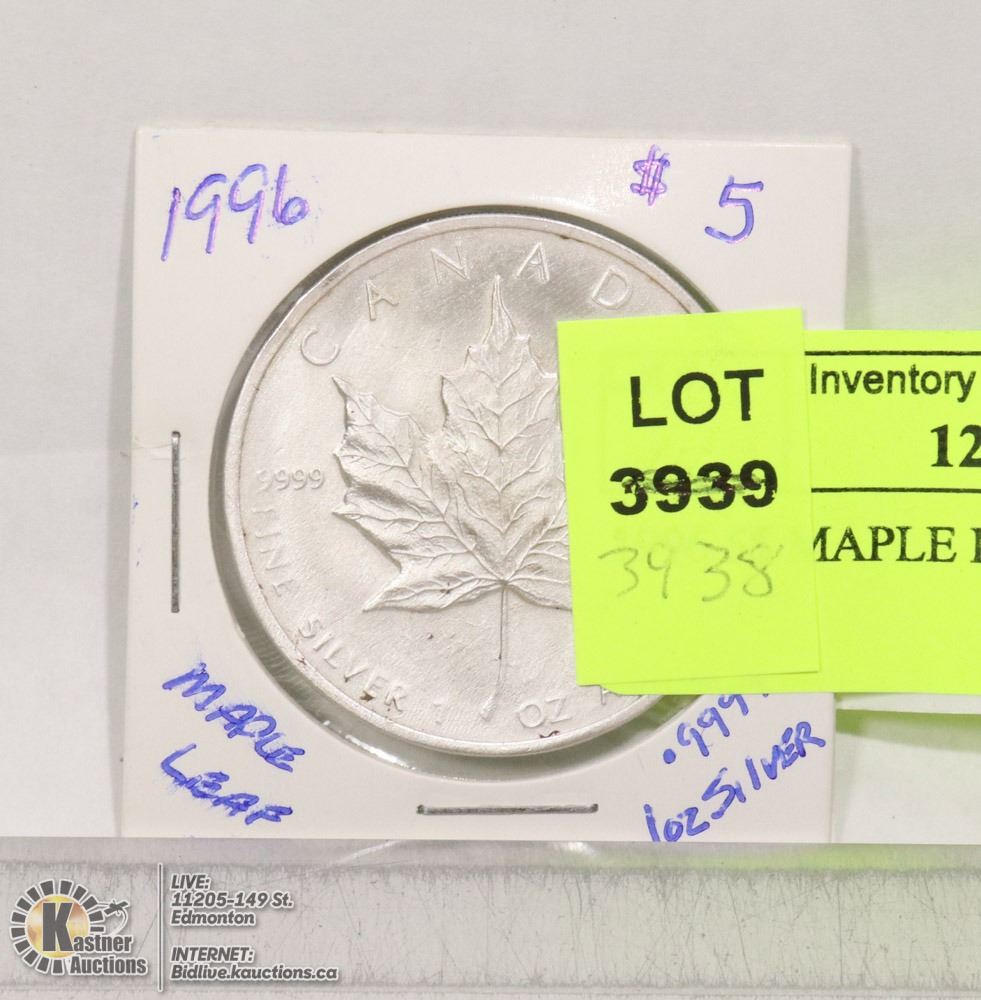 1996
$ 5
CANAD
9999
FINE SILVER 1 OZ
LOT
3939
3938
Inventory
12
MAPLE
MAPLE
LEAF
.999
1oz SILVER
Kastner
Auctions
LIVE:
11205-149 St.
Edmonton
INTERNET:
Bidlive.kauctions.ca